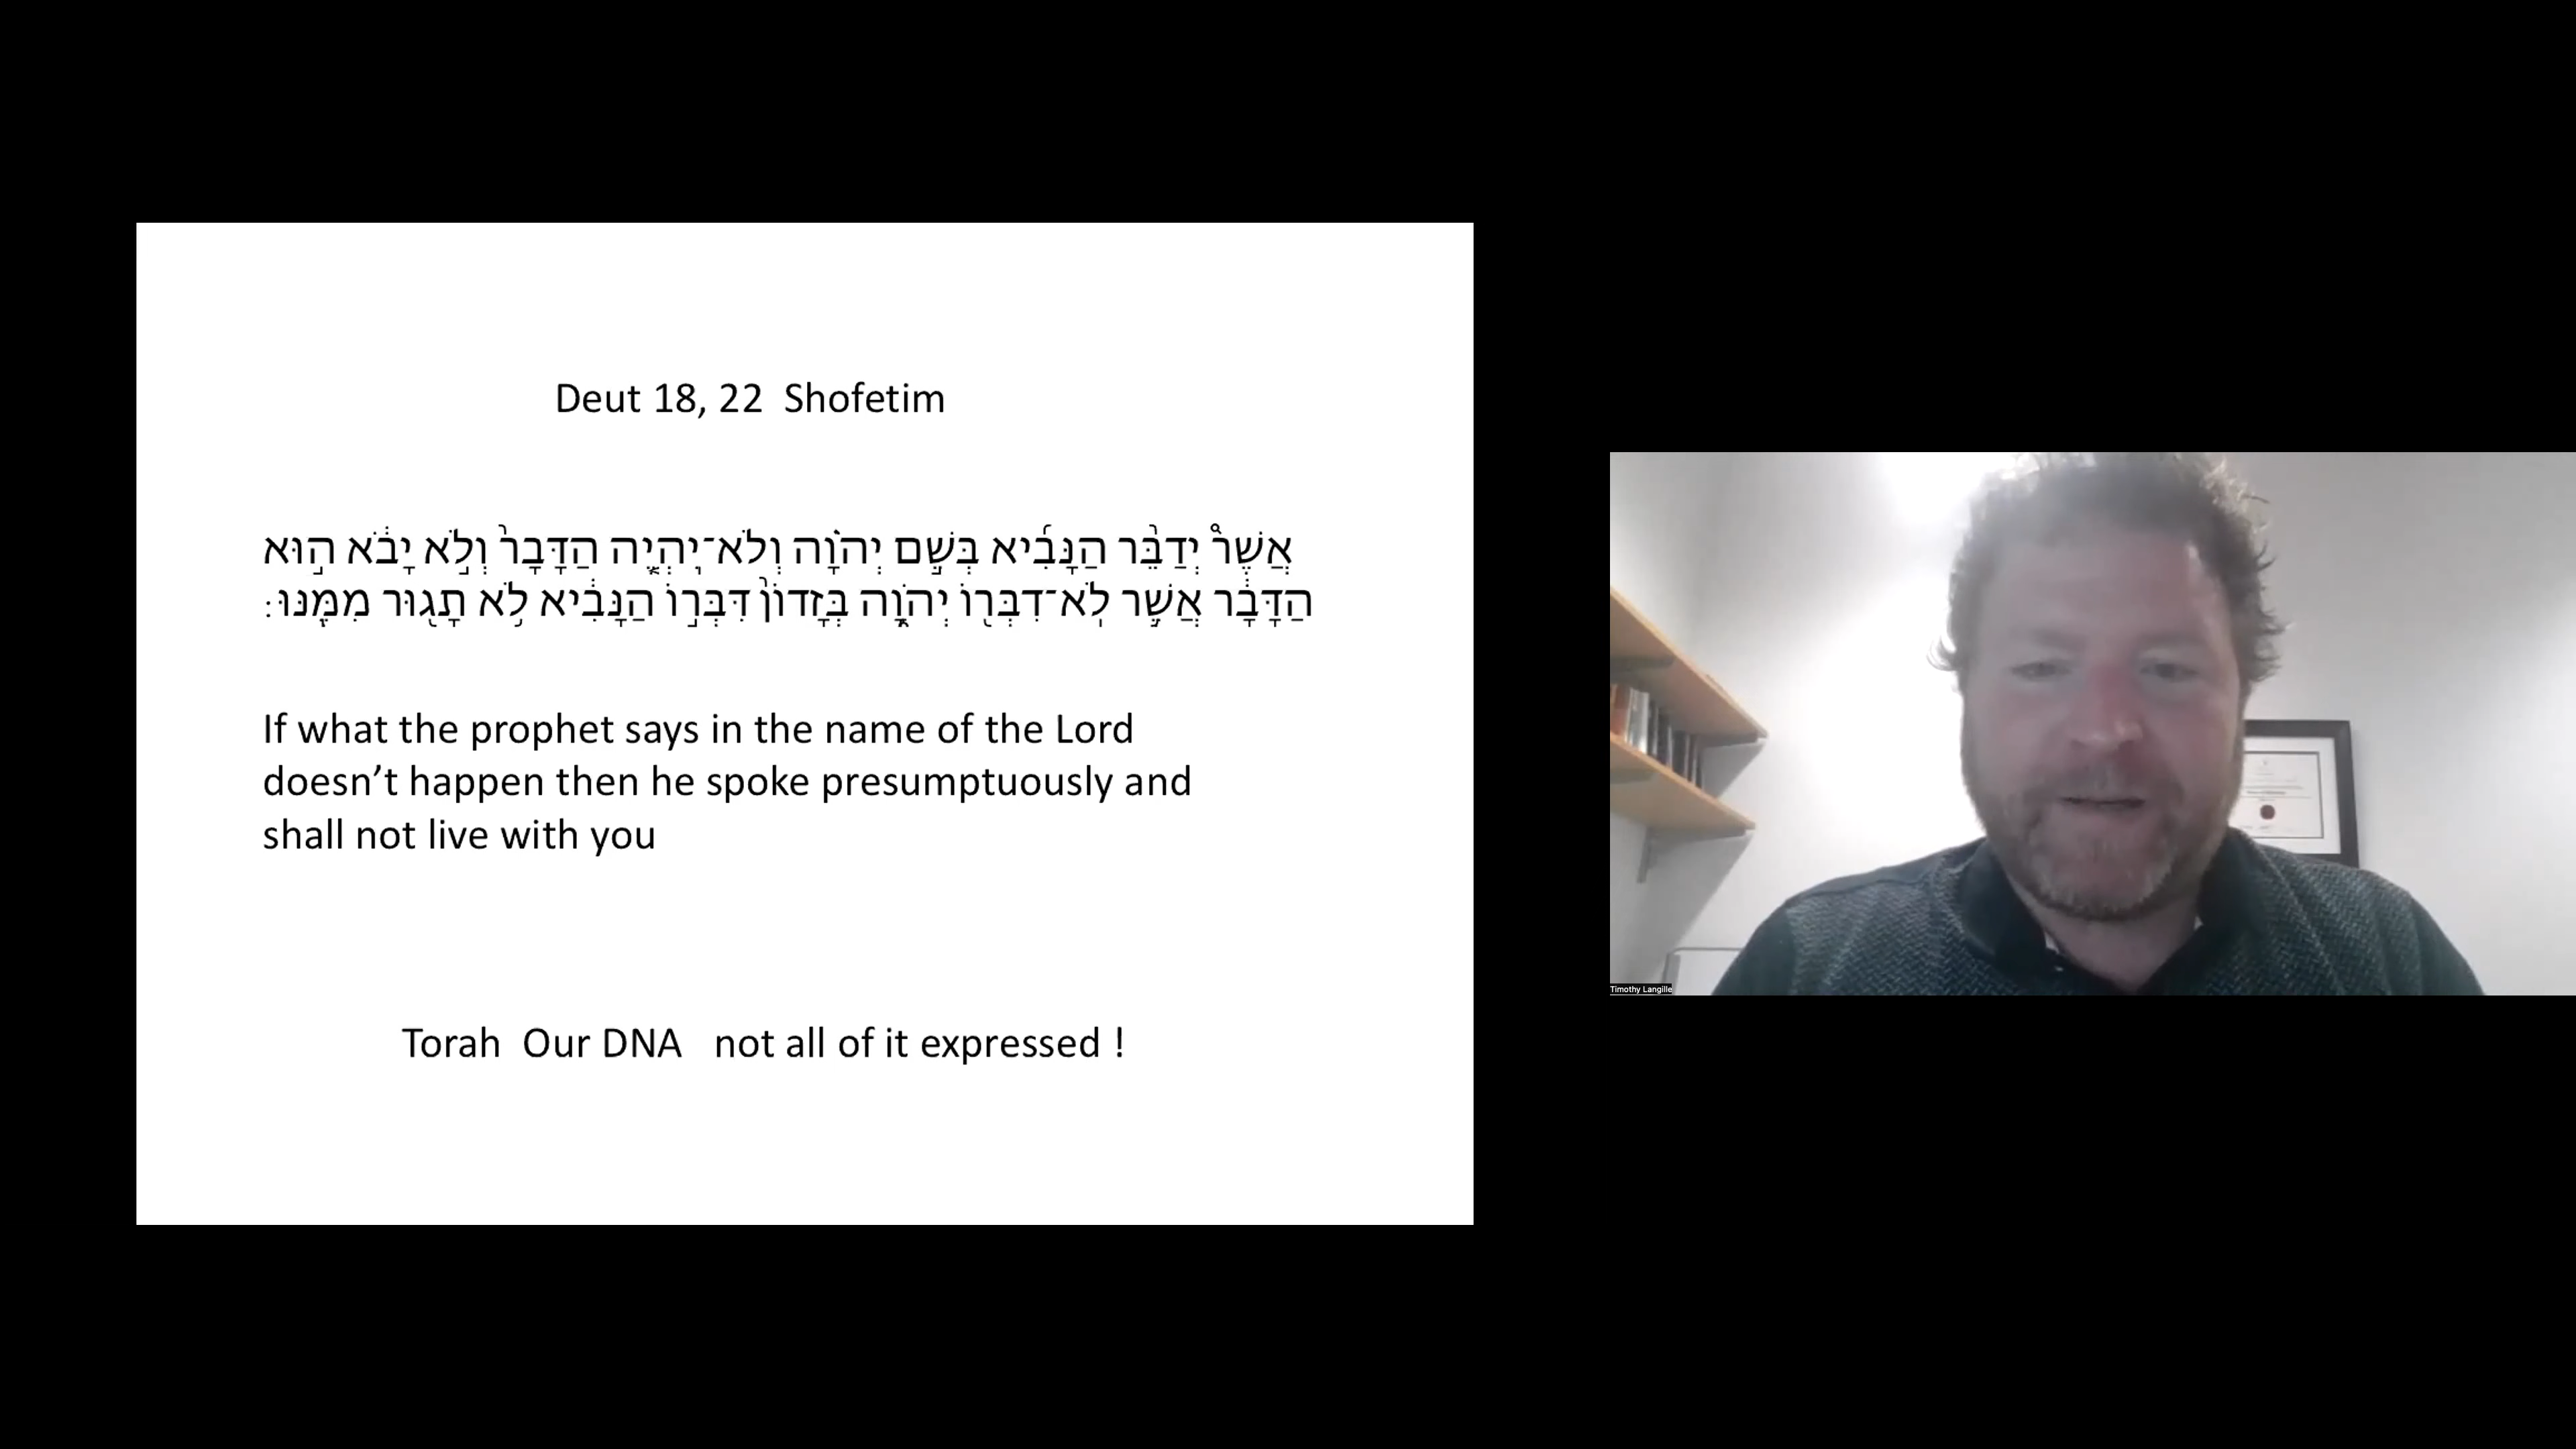 Deut 18, 22  Shofetim
אֲשֶׁר֩ יְדַבֵּ֨ר הַנָּבִ֜יא בְּשֵׁ֣ם יְהוָֹ֗ה וְלֹא־יִֽהְיֶ֤ה הַדָּבָר֙ וְלֹ֣א יָבֹ֔א ה֣וּא
הַדָּבָ֔ר אֲשֶׁ֥ר לֹֽא־דִבְּר֖וֹ יְהוָֹ֑ה בְּזָדוֹן֙ דִּבְּר֣וֹ הַנָּבִ֔יא לֹ֥א תָג֖וּר מִמֶּֽנּוּ׃
If what the prophet says in the name of the Lord
doesn’t happen then he spoke presumptuously and
shall not live with you
Torah  Our DNA   not all of it expressed !
Timothy Langille